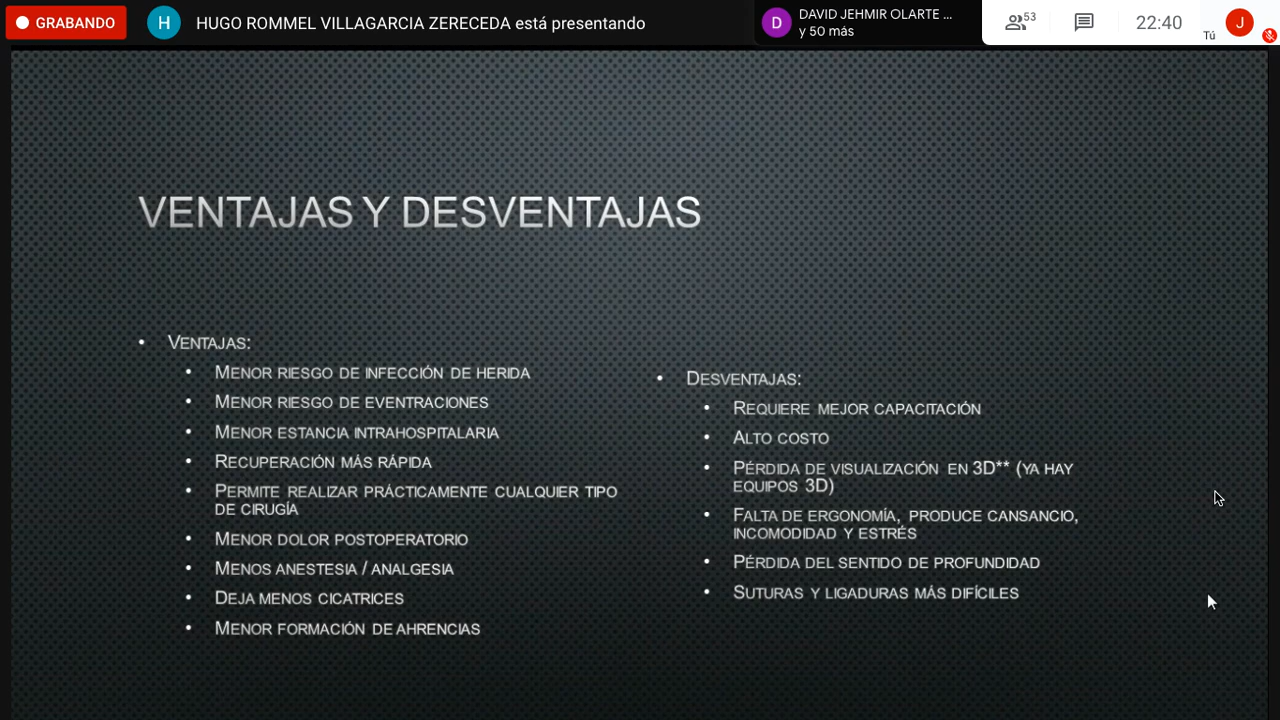 GRABANDO
H
HUGO ROMMEL VILLAGARCIA ZERECEDA está presentando
D
DAVID JEHMIR OLARTE ...
y 50 más
53
22:40
Tú
J
VENTAJAS Y DESVENTAJAS
• VENTAJAS:
• MENOR RIESGO DE INFECCIÓN DE HERIDA
• MENOR RIESGO DE EVENTRACIONES
• MENOR ESTANCIA INTRAHOSPITALARIA
• RECUPERACIÓN MÁS RÁPIDA
• PERMITE REALIZAR PRÁCTICAMENTE CUALQUIER TIPO
DE CIRUGÍA
• MENOR DOLOR POSTOPERATORIO
• MENOS ANESTESIA / ANALGESIA
• DEJA MENOS CICATRICES
• MENOR FORMACIÓN DE AHRENCIAS
• DESVENTAJAS:
• REQUIERE MEJOR CAPACITACIÓN
• ALTO COSTO
• PÉRDIDA DE VISUALIZACIÓN EN 3D** (YA HAY
EQUIPOS 3D)
• FALTA DE ERGONOMÍA, PRODUCE CANSANCIO,
INCOMODIDAD Y ESTRÉS
• PÉRDIDA DEL SENTIDO DE PROFUNDIDAD
• SUTURAS Y LIGADURAS MÁS DIFÍCILES